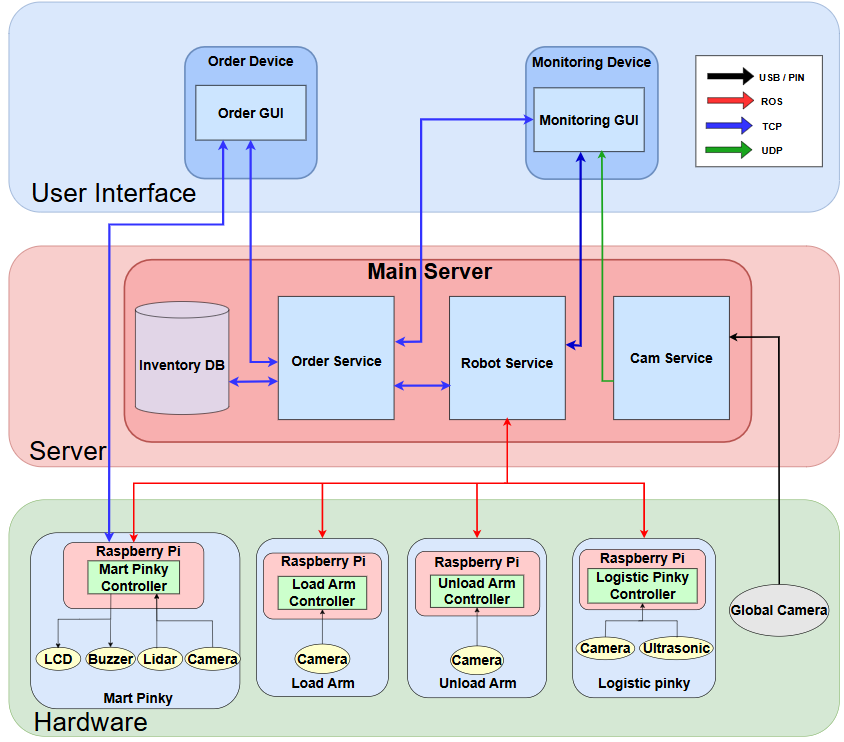 Order Device
Order GUI
Monitoring Device
Monitoring GUI
USB / PIN
ROS
TCP
UDP
User Interface
Main Server
Inventory DB
Order Service
Robot Service
Cam Service
Server
Raspberry Pi
Mart Pinky
Controller
LCD
Buzzer
Lidar
Camera
Mart Pinky
Raspberry Pi
Load Arm
Controller
Camera
Load Arm
Raspberry Pi
Unload Arm
Controller
Camera
Unload Arm
Raspberry Pi
Logistic Pinky
Controller
Camera
Ultrasonic
Logistic pinky
Global Camera
Hardware